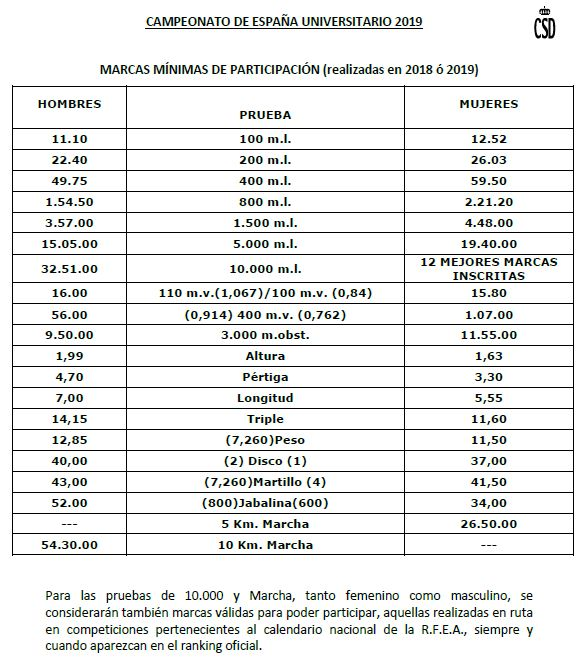 CAMPEONATO DE ESPAÑA UNIVERSITARIO 2019
CSD
MARCAS MÍNIMAS DE PARTICIPACIÓN (realizadas en 2018 ó 2019)
HOMBRES PRUEBA MUJERES
11.10 100 m.l. 12.52
22.40 200 m.l. 26.03
49.75 400 m.l. 59.50
1.54.50 800 m.l. 2.21.20
3.57.00 1.500 m.l. 4.48.00
15.05.00 5.000 m.l. 19.40.00
32.51.00 10.000 m.l. 12 MEJORES MARCAS
INSCRITAS
16.00 110 m.v.(1,067)/100 m.v. (0,84) 15.80
56.00 (0,914) 400 m.v. (0,762) 1.07.00
9.50.00 3.000 m.obst. 11.55.00
1,99 Altura 1,63
4,70 Pértiga 3,30
7,00 Longitud 5,55
14,15 Triple 11,60
12,85 (7,260)Peso 11,50
40,00 (2) Disco (1) 37,00
43,00 (7,260)Martillo (4) 41,50
52.00 (800)Jabalina(600) 34,00
--- 5 Km. Marcha 26.50.00
54.30.00 10 Km. Marcha ---
Para las pruebas de 10.000 y Marcha, tanto femenino como masculino, se
considerarán también marcas válidas para poder participar, aquellas realizadas en ruta
en competiciones pertenecientes al calendario nacional de la R.F.E.A., siempre y
cuando aparezcan en el ranking oficial.